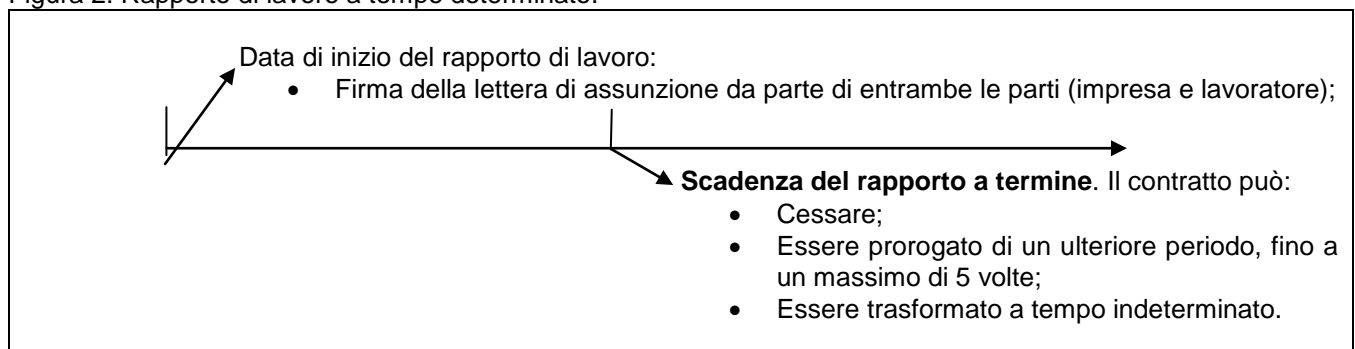 Figura 2. Rapporto di lavoro a tempo determinato.
Data di inizio del rapporto di lavoro:
• Firma della lettera di assunzione da parte di entrambe le parti (impresa e lavoratore);
Scadenza del rapporto a termine. Il contratto può:
• Cessare;
• Essere prorogato di un ulteriore periodo, fino a
un massimo di 5 volte;
• Essere trasformato a tempo indeterminato.